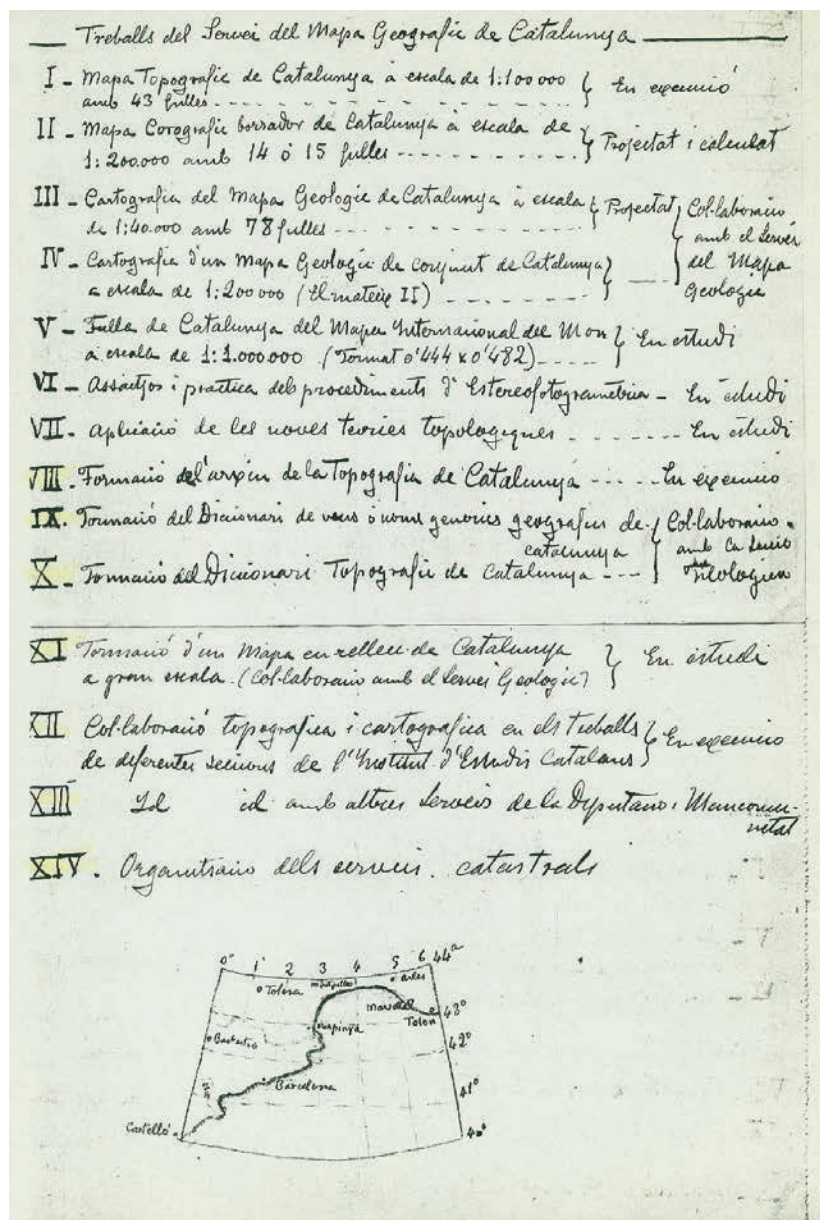 Treballs del Servei del Mapa Geografic de Catalunya
I - Mapa Topografic de Catalunya a escala de 1:100000 } En execució
amb 43 fulles
II - Mapa Corografic borrador de Catalunya a escala de } Projectat i calculat
1:200.000 amb 14 ó 15 fulles
III - Cartografia del Mapa Geologic de Catalunya a escala } Projectat } Col·laboració
de 1:40.000 amb 78 fulles amb el Servei
IV - Cartografia d'un Mapa Geologic de conjunt de Catalunya } del Mapa
a escala de 1:200000 (El mateix II) Geologic
V - Fulla de Catalunya del Mapa Internacional del Mon } En estudi
a escala de 1:1.000.000 (Format 0'444 x 0'482)
VI - Assaitjos i practica dels procediments d'Estereofotogrametria - En estudi
VII - Aplicació de les noves teories topologiques - En estudi
VIII. Formació de l'arxiu de la Topografia de Catalunya - En execució
IX. Formació del Diccionari de veus ó noms generics geografics de } Col·laboració
catalunya amb la Secció
X - Formació del Diccionari Topografic de Catalunya --- Filologica
XI Formació d'un Mapa en relleu de Catalunya } En estudi
a gran escala (Col·laboració amb el Servei Geologic)
XII Col·laboració topografica i cartografica en els treballs } En execució
de diferentes seccions de l'Institut d'Estudis Catalans
XIII Id id amb altres Serveis de la Diputació i Mancomu-
nitat
XIV. Organització dels serveis catastrals
0° 1 2 3 4 5 6 44°
Tolosa Montpeller Arles
Marsella
Tolon 43°
Perpinyà
Barbastro 42°
Barcelona 41°
Castelló 40°